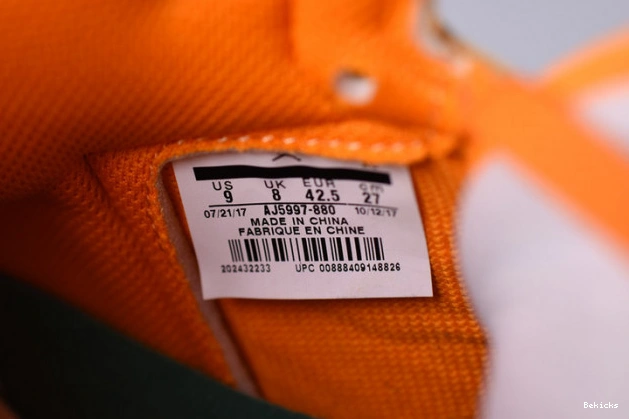 US UK EUR cm
9 8 42.5 27
07/21/17 AJ5997-880 10/12/17
MADE IN CHINA
FABRIQUE EN CHINE
202432233 UPC 00888409148826
Bekicks